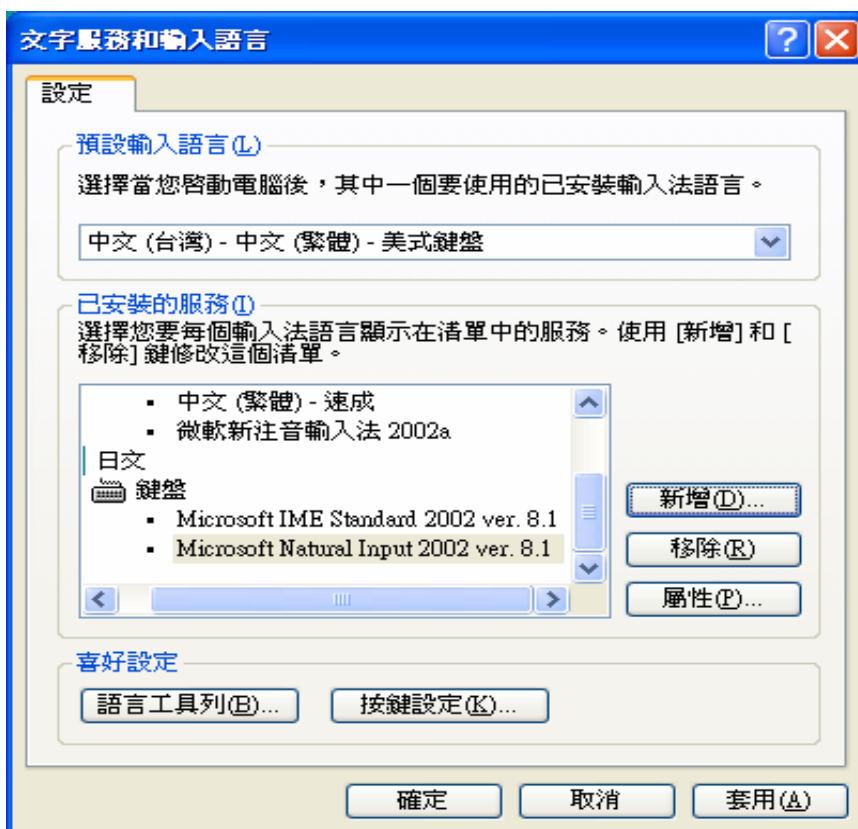 文字服務和輸入語言
設定
預設輸入語言(L)
選擇當您啓動電腦後，其中一個要使用的已安裝輸入法語言。
中文 (台灣) - 中文 (繁體) - 美式鍵盤
已安裝的服務(I)
選擇您要每個輸入法語言顯示在清單中的服務。使用 [新增] 和 [
移除] 鍵修改這個清單。
▪ 中文 (繁體) - 速成
▪ 微軟新注音輸入法 2002a
日文
鍵盤
▪ Microsoft IME Standard 2002 ver. 8.1
▪ Microsoft Natural Input 2002 ver. 8.1
新增(D)...
移除(R)
屬性(P)...
喜好設定
語言工具列(B)...
按鍵設定(K)...
確定
取消
套用(A)